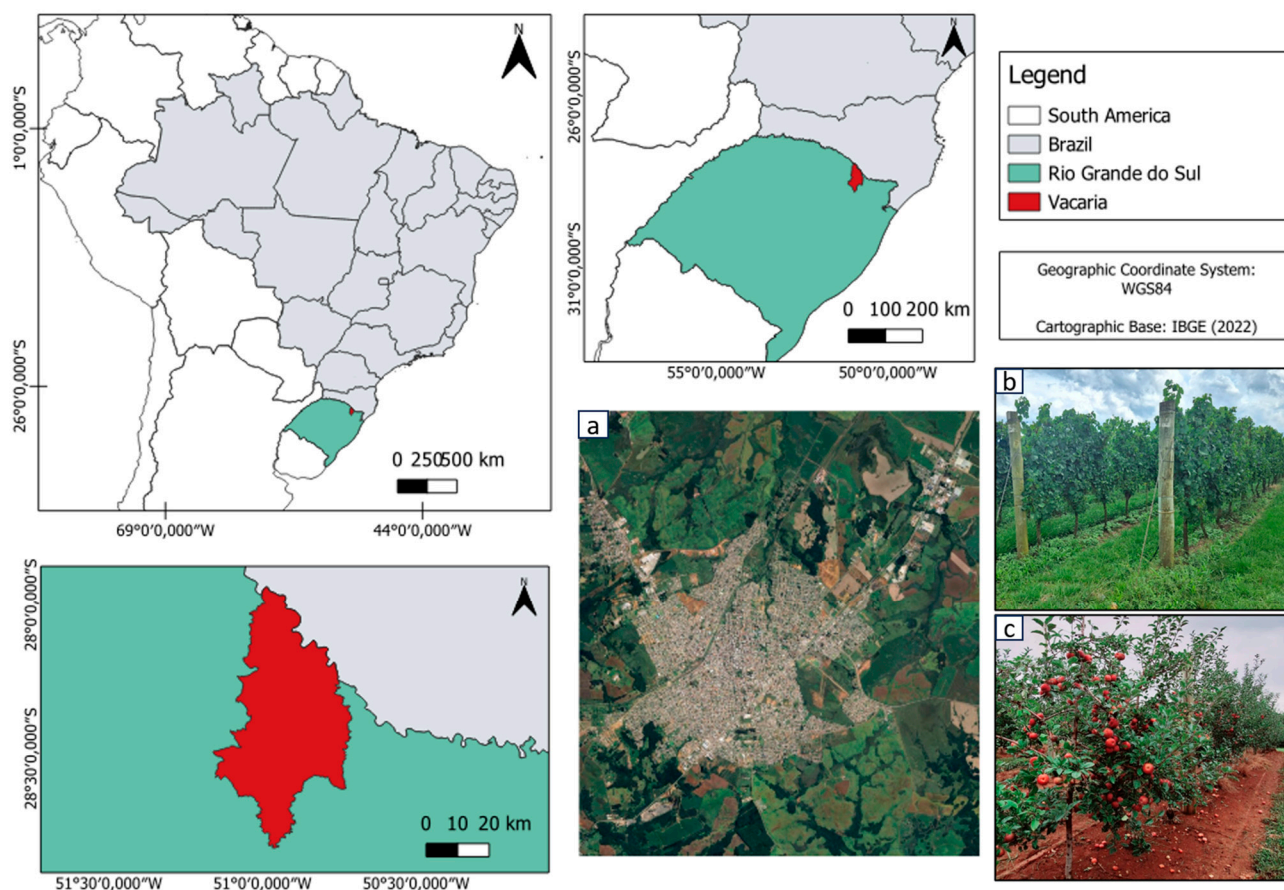 N
1°0'0,000"S
26°0'0,000"S
0 250500 km
69°0'0,000"W
44°0'0,000"W
N
26°0'0,000"S
31°0'0,000"S
0 100 200 km
55°0'0,000"W
50°0'0,000"W
Legend
South America
Brazil
Rio Grande do Sul
Vacaria
Geographic Coordinate System:
WGS84
Cartographic Base: IBGE (2022)
N
28°0'0,000"S
28°30'0,000"S
0 10 20 km
51°30'0,000"W
51°0'0,000"W
50°30'0,000"W
a
b
c